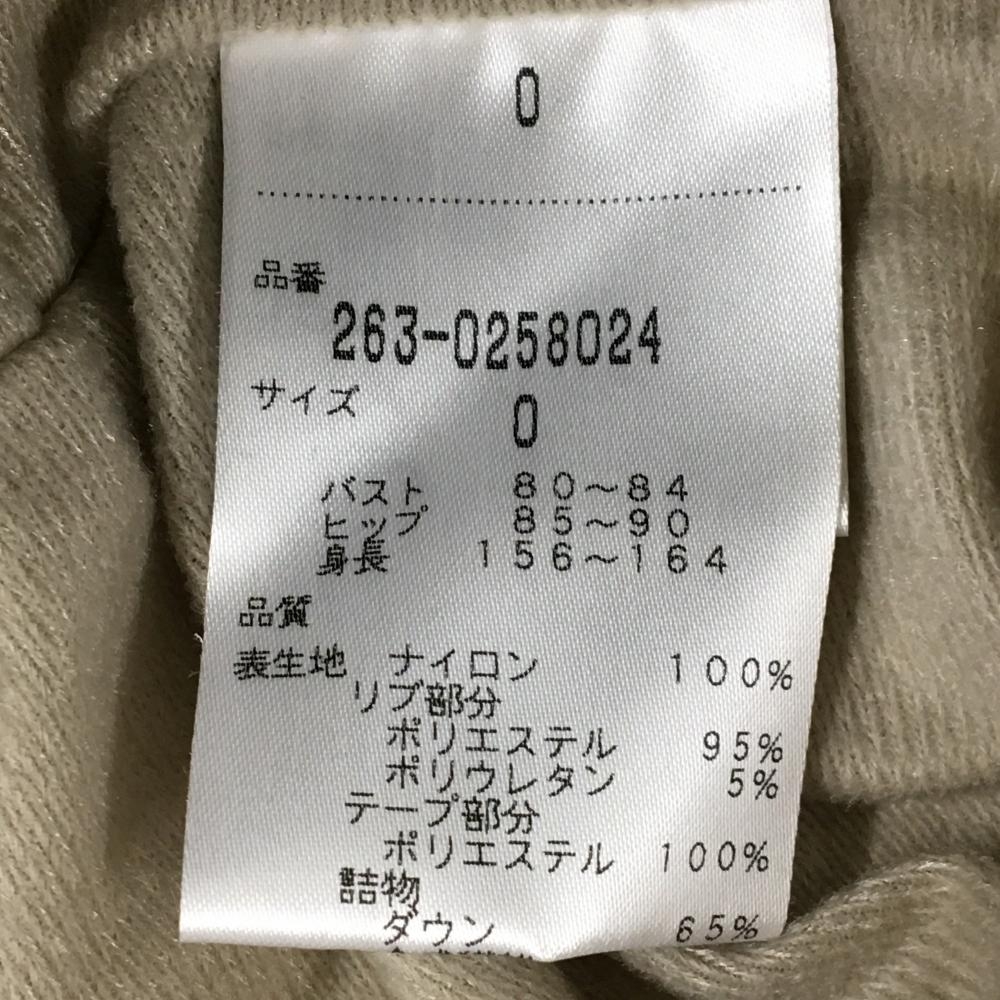 0
品番
263-0258024
サイズ
0
バスト 80〜84
ヒップ 85〜90
身長 156〜164
品質
表生地 ナイロン 100%
リブ部分
ポリエステル 95%
ポリウレタン 5%
テープ部分
ポリエステル 100%
詰物
ダウン 65%